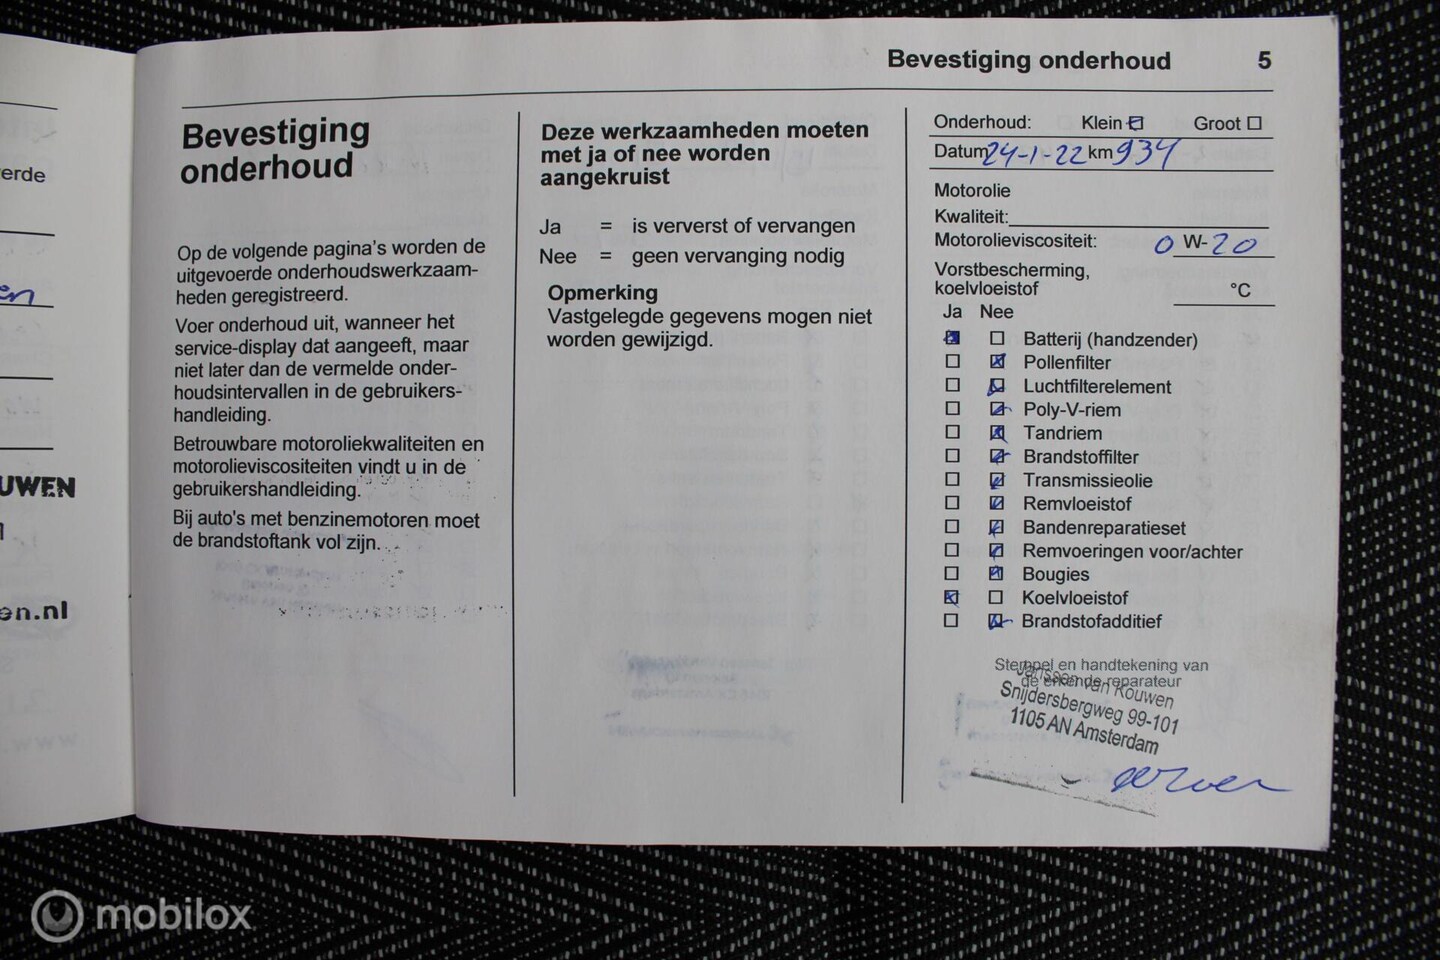 Bevestiging onderhoud 5
erde
en
UWEN
en.nl
Bevestiging
onderhoud
Op de volgende pagina's worden de
uitgevoerde onderhoudswerkzaam-
heden geregistreerd.
Voer onderhoud uit, wanneer het
service-display dat aangeeft, maar
niet later dan de vermelde onder-
houdsintervallen in de gebruikers-
handleiding.
Betrouwbare motoroliekwaliteiten en
motorolieviscositeiten vindt u in de
gebruikershandleiding.
Bij auto's met benzinemotoren moet
de brandstoftank vol zijn.
Deze werkzaamheden moeten
met ja of nee worden
aangekruist
Ja = is ververst of vervangen
Nee = geen vervanging nodig
Opmerking
Vastgelegde gegevens mogen niet
worden gewijzigd.
Onderhoud: Klein Groot
Datum 24-1-22 km 934
Motorolie
Kwaliteit:
Motorolieviscositeit: 0 W-20
Vorstbescherming,
koelvloeistof °C
Ja Nee
Batterij (handzender)
Pollenfilter
Luchtfilterelement
Poly-V-riem
Tandriem
Brandstoffilter
Transmissieolie
Remvloeistof
Bandenreparatieset
Remvoeringen voor/achter
Bougies
Koelvloeistof
Brandstofadditief
Stempel en handtekening van
de erkende reparateur
Janssen van Kouwen
Snijdersbergweg 99-101
1105 AN Amsterdam
mobilox